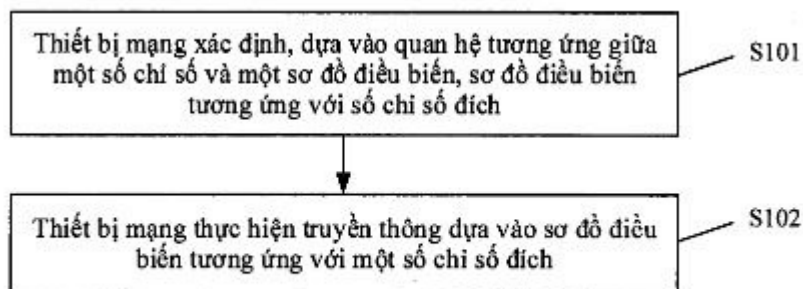 Thiết bị mạng xác định, dựa vào quan hệ tương ứng giữa
một số chỉ số và một sơ đồ điều biến, sơ đồ điều biến
tương ứng với số chỉ số đích
S101
Thiết bị mạng thực hiện truyền thông dựa vào sơ đồ điều
biến tương ứng với một số chỉ số đích
S102